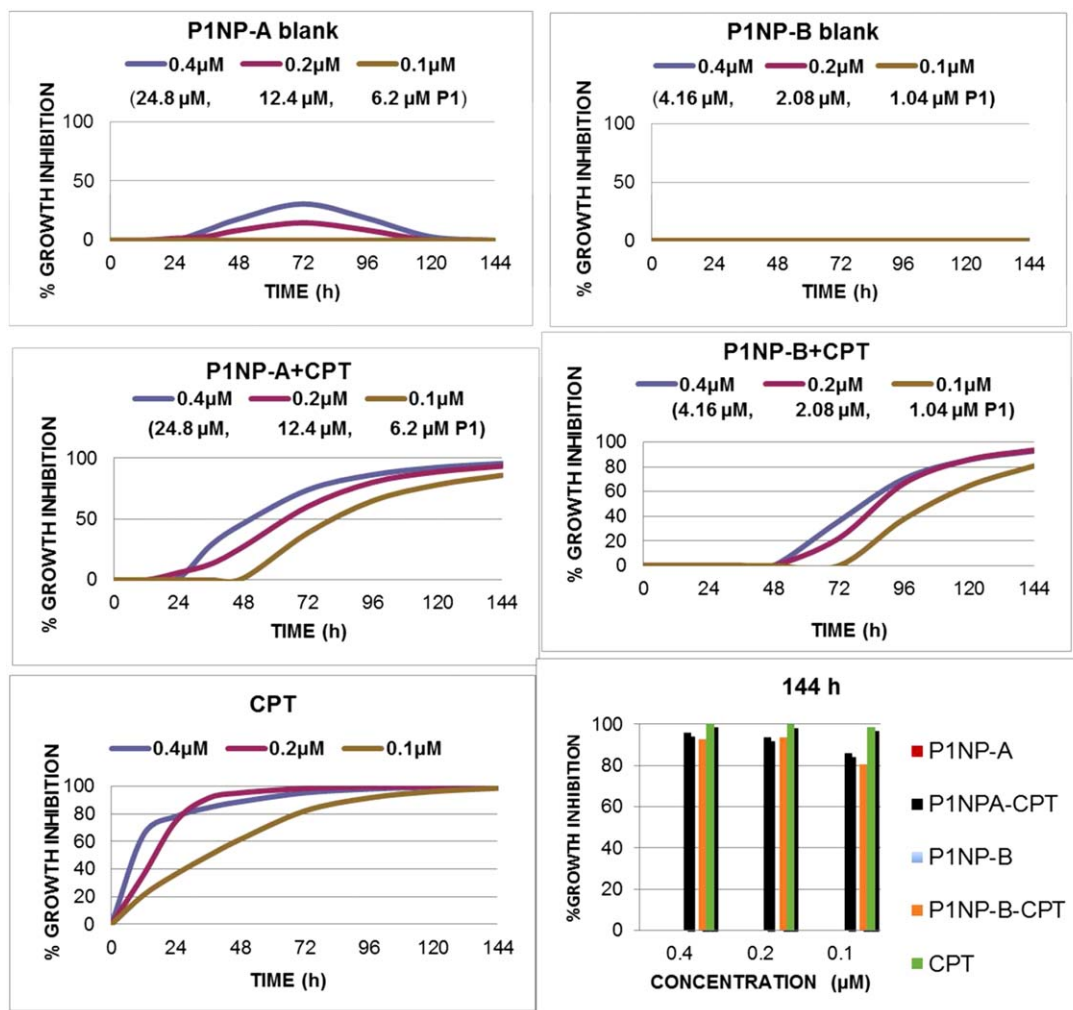 P1NP-A blank
0.4µM 0.2µM 0.1µM
(24.8 µM, 12.4 µM, 6.2 µM P1)
% GROWTH INHIBITION
100
50
0
0 24 48 72 96 120 144
TIME (h)
P1NP-B blank
0.4µM 0.2µM 0.1µM
(4.16 µM, 2.08 µM, 1.04 µM P1)
% GROWTH INHIBITION
100
50
0
0 24 48 72 96 120 144
TIME (h)
P1NP-A+CPT
0.4µM 0.2µM 0.1µM
(24.8 µM, 12.4 µM, 6.2 µM P1)
% GROWTH INHIBITION
100
50
0
0 24 48 72 96 120 144
TIME (h)
P1NP-B+CPT
0.4µM 0.2µM 0.1µM
(4.16 µM, 2.08 µM, 1.04 µM P1)
% GROWTH INHIBITION
100
80
60
40
20
0
0 24 48 72 96 120 144
TIME (h)
CPT
0.4µM 0.2µM 0.1µM
% GROWTH INHIBITION
100
80
60
40
20
0
0 24 48 72 96 120 144
TIME (h)
144 h
%GROWTH INHIBITION
100
80
60
40
20
0
0.4 0.2 0.1
CONCENTRATION (µM)
P1NP-A
P1NPA-CPT
P1NP-B
P1NP-B-CPT
CPT